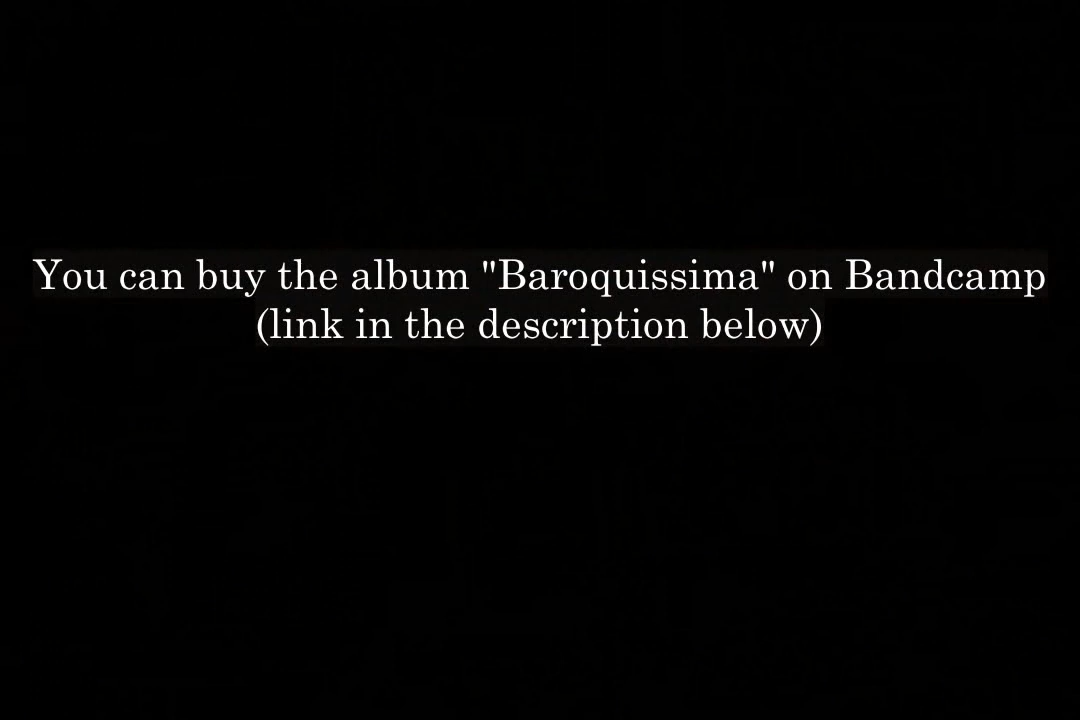 You can buy the album "Baroquissima" on Bandcamp
(link in the description below)